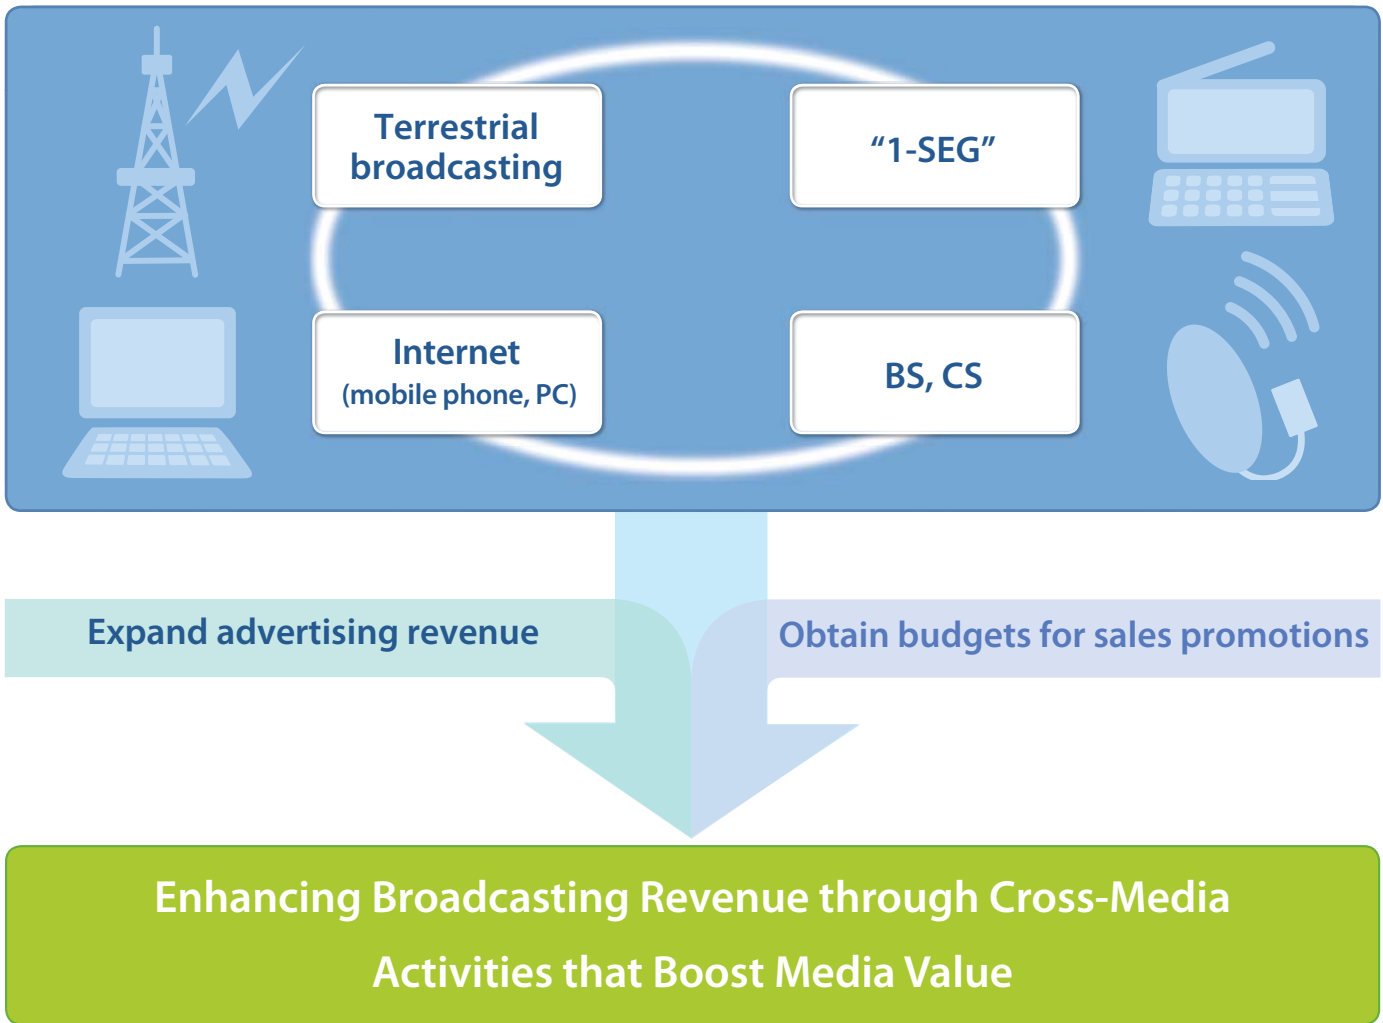 Terrestrial
broadcasting
“1-SEG”
Internet
(mobile phone, PC)
BS, CS
Expand advertising revenue
Obtain budgets for sales promotions
Enhancing Broadcasting Revenue through Cross-Media
Activities that Boost Media Value